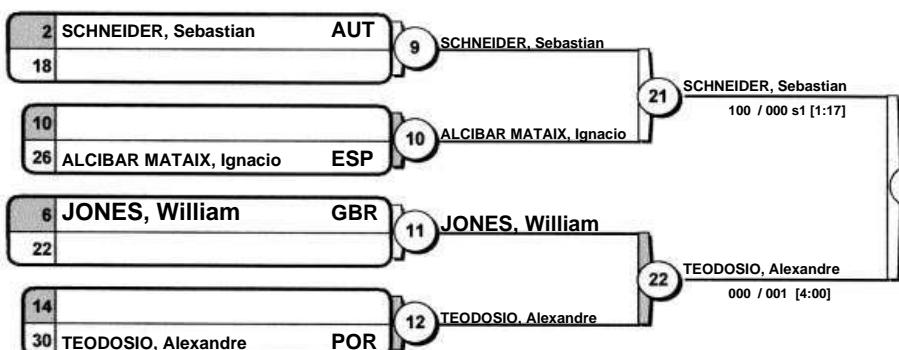 2 SCHNEIDER, Sebastian AUT
18
9 SCHNEIDER, Sebastian
10
26 ALCIBAR MATAIX, Ignacio ESP
10 ALCIBAR MATAIX, Ignacio
21 SCHNEIDER, Sebastian
100 / 000 s1 [1:17]
6 JONES, William GBR
22
11 JONES, William
14
30 TEODOSIO, Alexandre POR
12 TEODOSIO, Alexandre
22 TEODOSIO, Alexandre
000 / 001 [4:00]